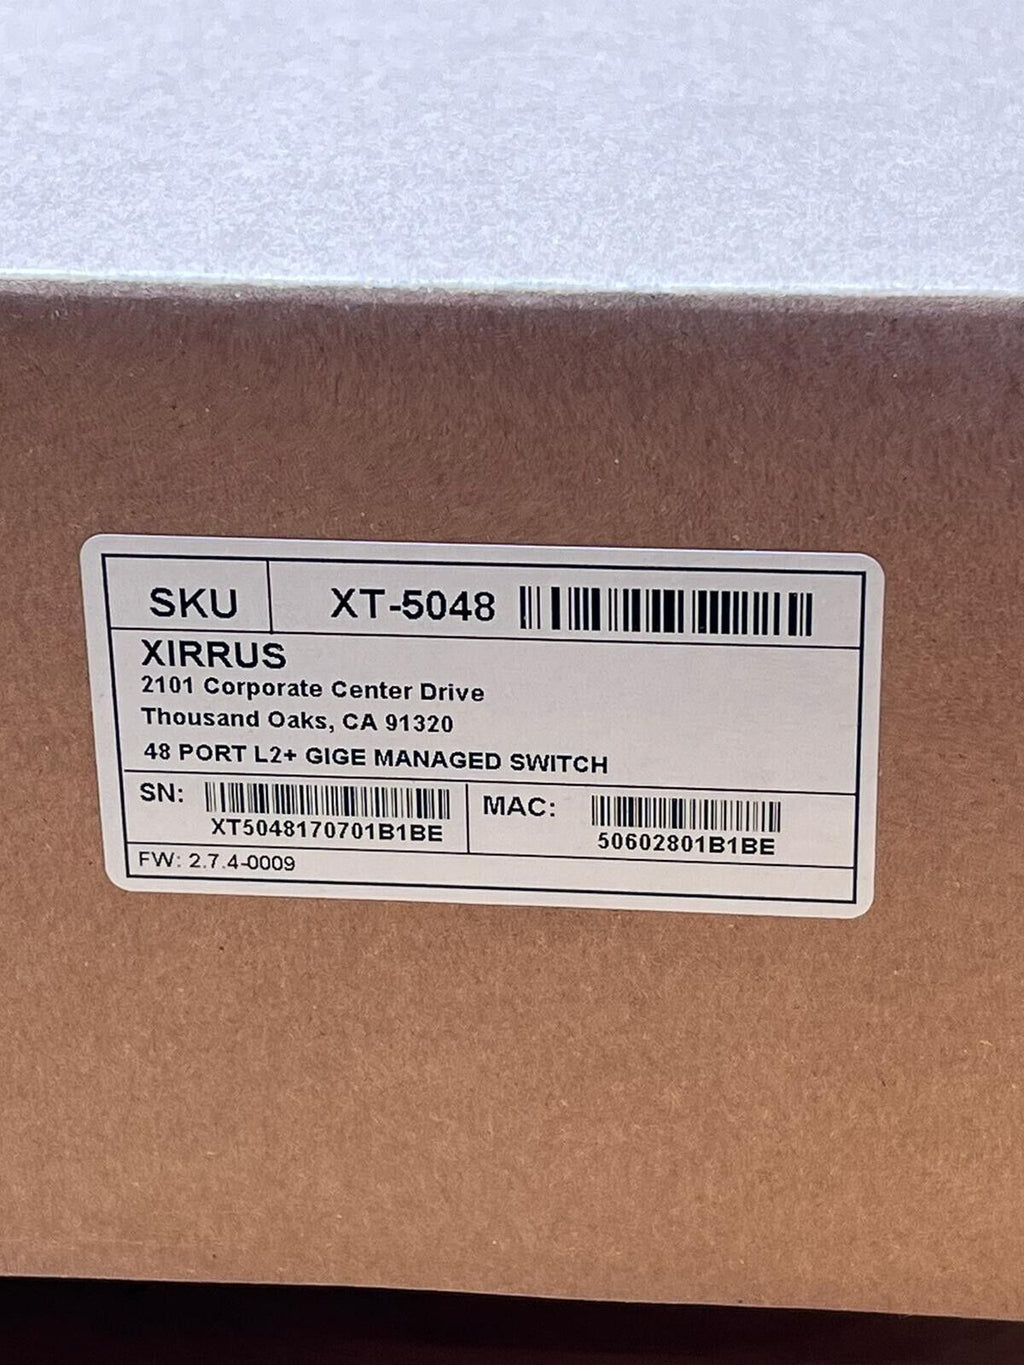 SKU XT-5048
XIRRUS
2101 Corporate Center Drive
Thousand Oaks, CA 91320
48 PORT L2+ GIGE MANAGED SWITCH
SN: MAC:
XT5048170701B1BE 50602801B1BE
FW: 2.7.4-0009